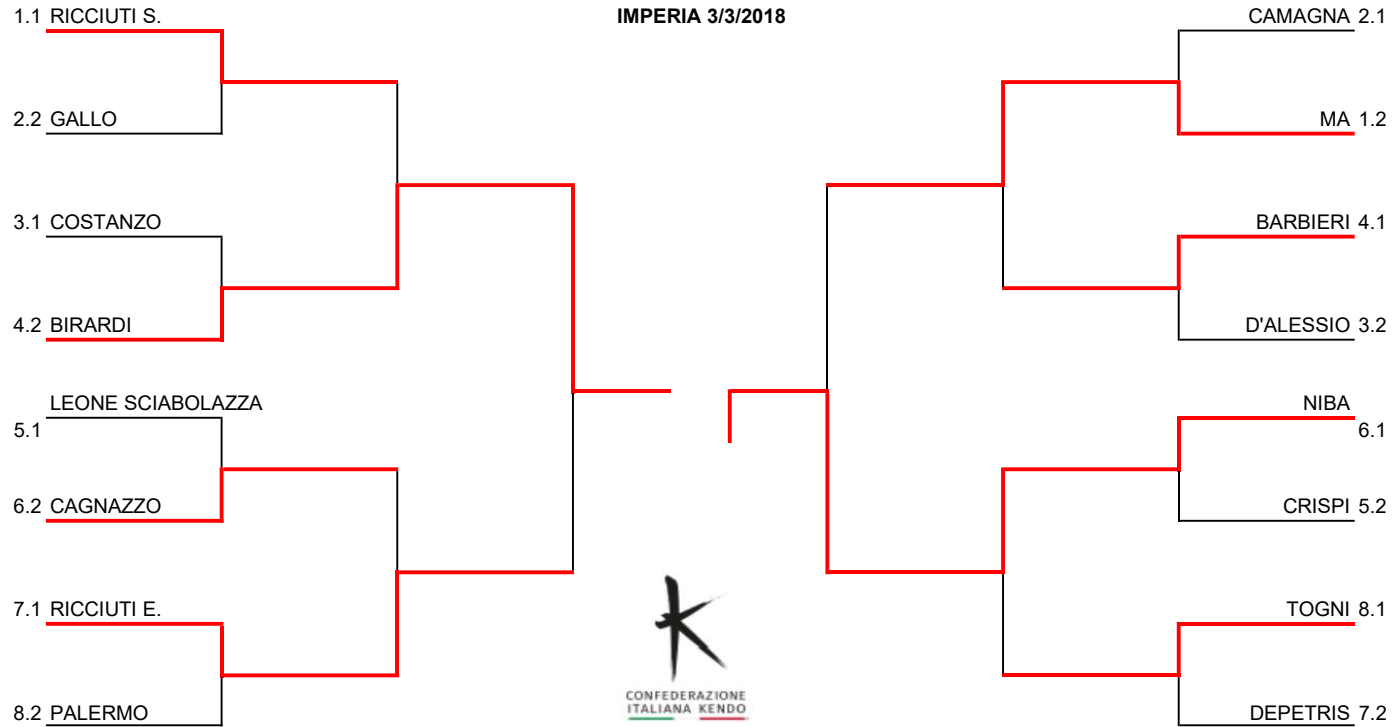 IMPERIA 3/3/2018
1.1 RICCIUTI S.
2.2 GALLO
3.1 COSTANZO
4.2 BIRARDI
LEONE SCIABOLAZZA
5.1
6.2 CAGNAZZO
7.1 RICCIUTI E.
8.2 PALERMO
CAMAGNA 2.1
MA 1.2
BARBIERI 4.1
D'ALESSIO 3.2
NIBA
6.1
CRISPI 5.2
TOGNI 8.1
DEPETRIS 7.2
CONFEDERAZIONE
ITALIANA KENDO